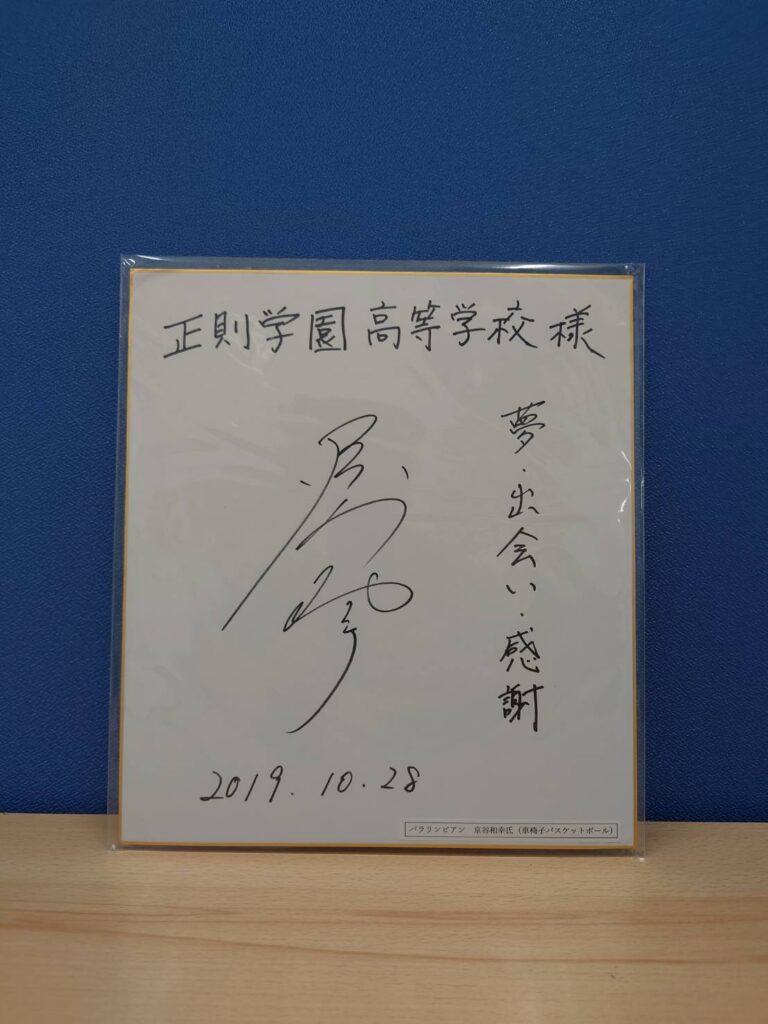 正則学園高等学校様
夢・出会い・感謝
2019.10.28
パラリンピアン 京谷和幸氏（車椅子バスケットボール）